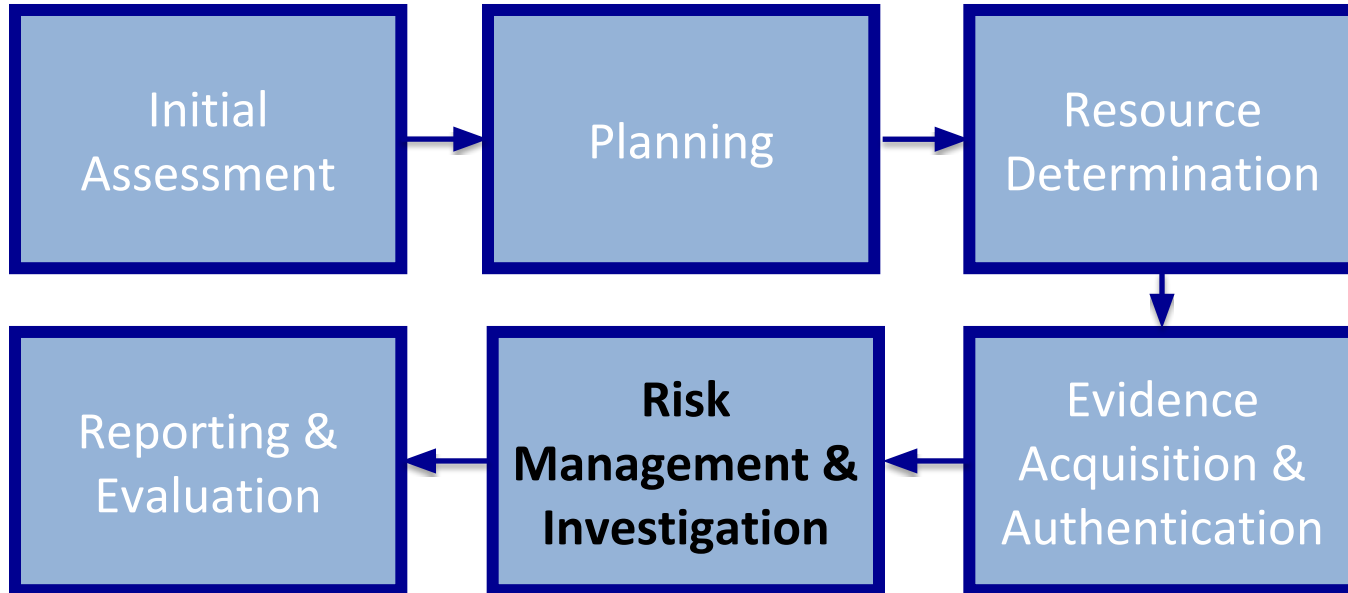 Initial
Assessment
Planning
Resource
Determination
Evidence
Acquisition &
Authentication
Risk
Management &
Investigation
Reporting &
Evaluation